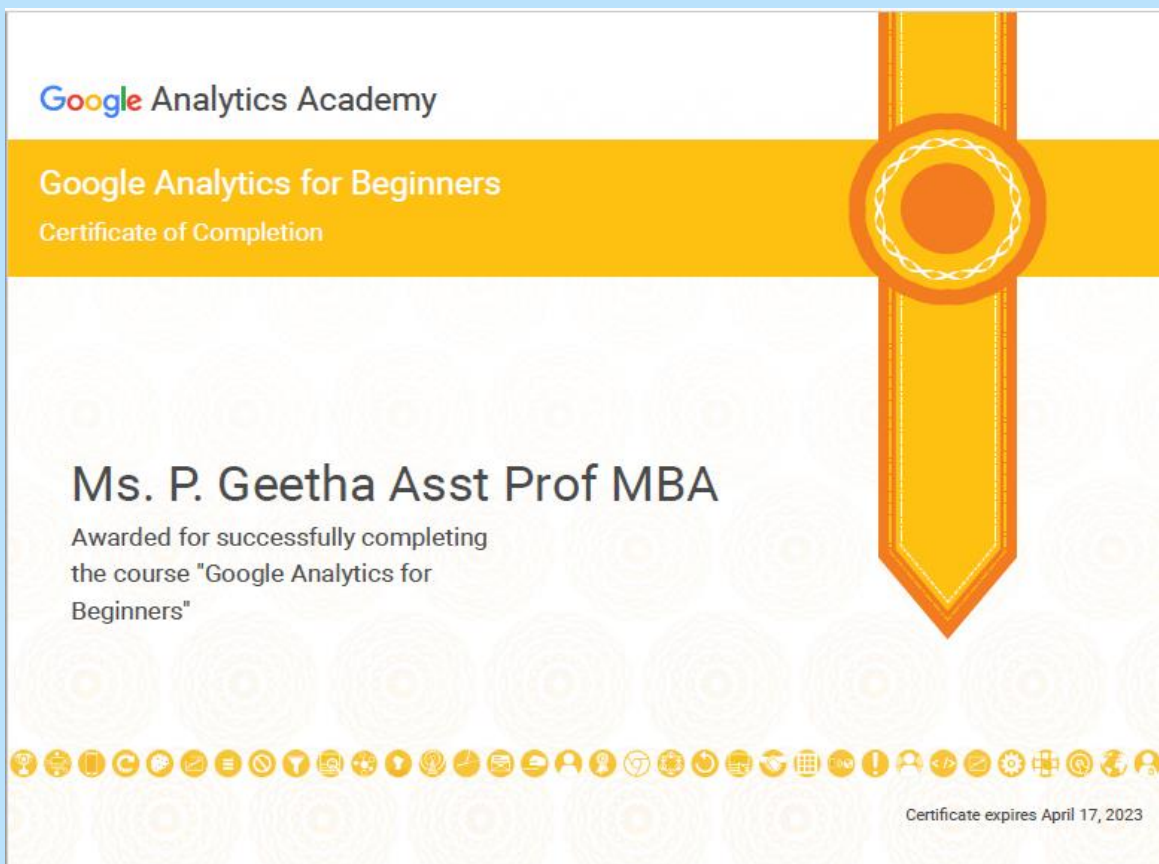 Google Analytics Academy
Google Analytics for Beginners
Certificate of Completion
Ms. P. Geetha Asst Prof MBA
Awarded for successfully completing
the course "Google Analytics for
Beginners"
Certificate expires April 17, 2023